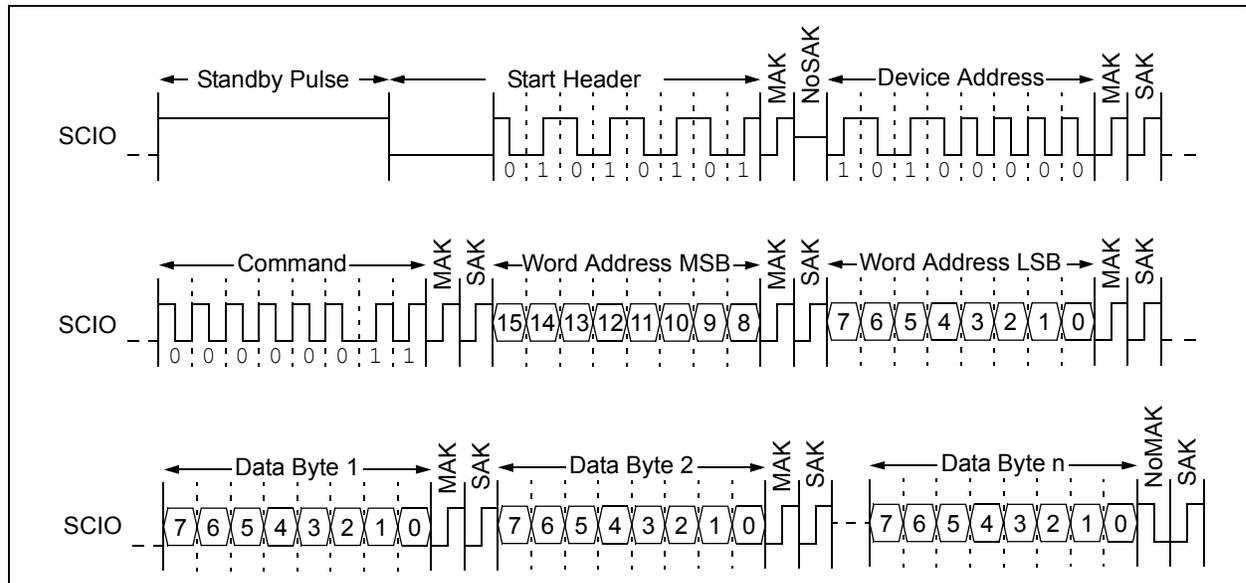 Standby Pulse Start Header MAK NoSAK Device Address MAK SAK
SCIO
0 1 0 1 0 1 0 1 1 0 1 0 0 0 0 0
Command MAK SAK Word Address MSB MAK SAK Word Address LSB MAK SAK
SCIO 15 14 13 12 11 10 9 8 7 6 5 4 3 2 1 0
0 0 0 0 0 0 1 1
Data Byte 1 MAK SAK Data Byte 2 MAK SAK Data Byte n NoMAK SAK
SCIO 7 6 5 4 3 2 1 0 7 6 5 4 3 2 1 0 7 6 5 4 3 2 1 0